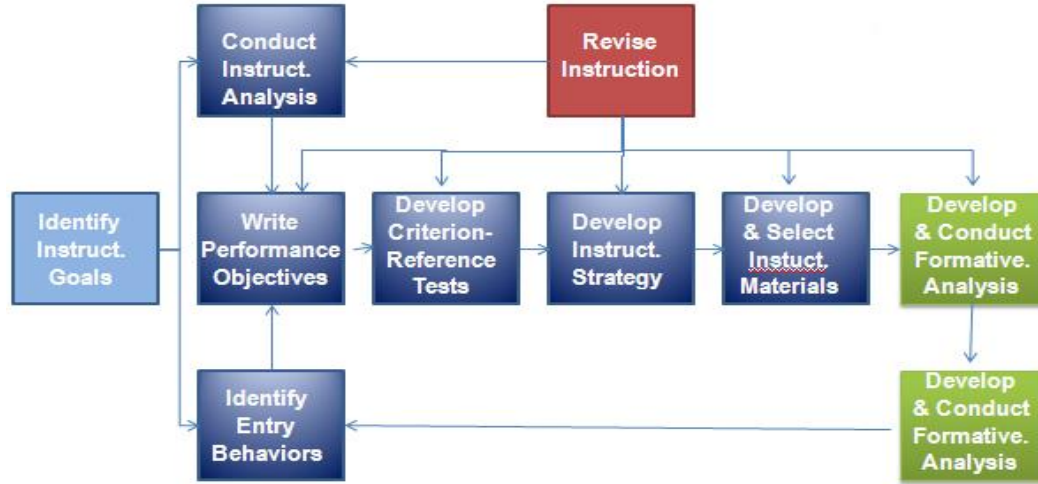 Conduct
Instruct.
Analysis
Revise
Instruction
Identify
Instruct.
Goals
Write
Performance
Objectives
Develop
Criterion-
Reference
Tests
Develop
Instruct.
Strategy
Develop
& Select
Instuct.
Materials
Develop
& Conduct
Formative.
Analysis
Identify
Entry
Behaviors
Develop
& Conduct
Formative.
Analysis